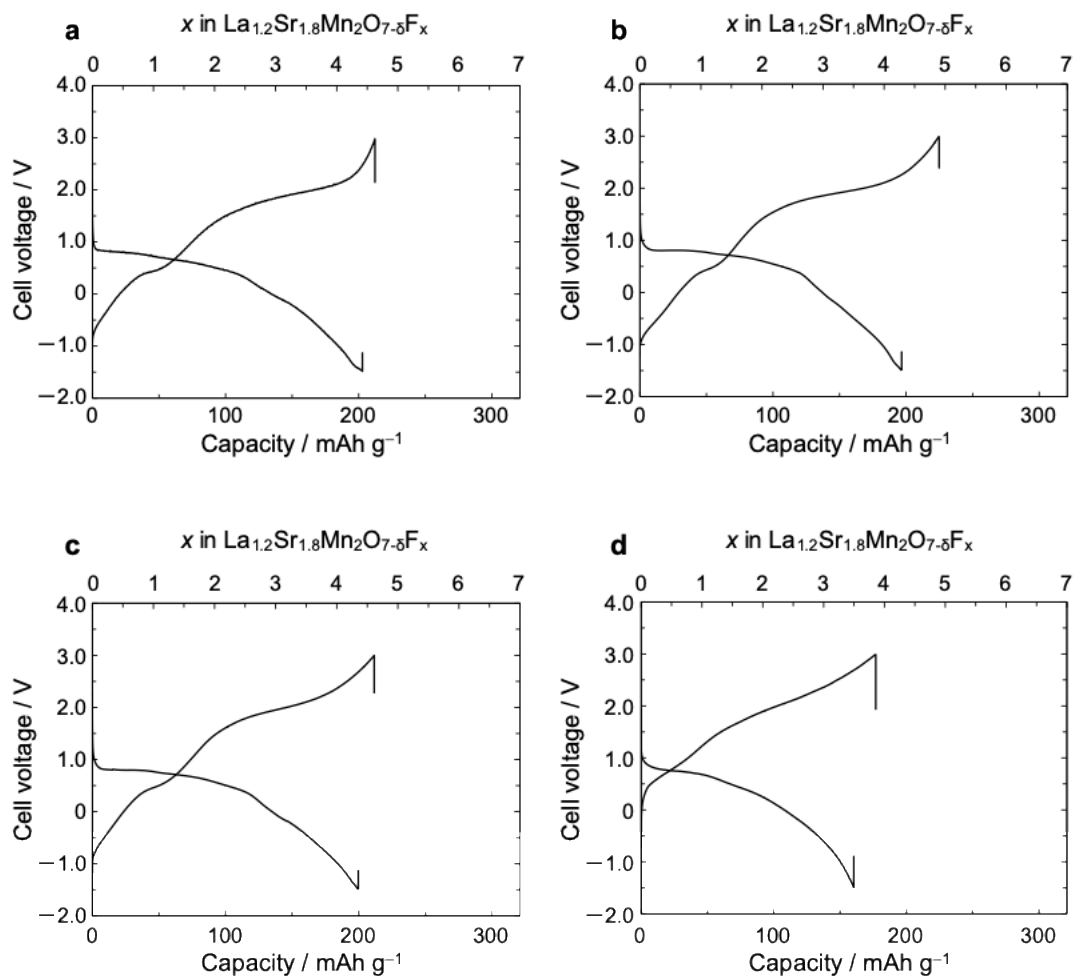 a
x in La1.2Sr1.8Mn2O7-δFx
0 1 2 3 4 5 6 7
4.0
3.0
2.0
1.0
0
−1.0
−2.0
Cell voltage / V
0 100 200 300
Capacity / mAh g⁻¹
b
x in La1.2Sr1.8Mn2O7-δFx
0 1 2 3 4 5 6 7
4.0
3.0
2.0
1.0
0
−1.0
−2.0
Cell voltage / V
0 100 200 300
Capacity / mAh g⁻¹
c
x in La1.2Sr1.8Mn2O7-δFx
0 1 2 3 4 5 6 7
4.0
3.0
2.0
1.0
0
−1.0
−2.0
Cell voltage / V
0 100 200 300
Capacity / mAh g⁻¹
d
x in La1.2Sr1.8Mn2O7-δFx
0 1 2 3 4 5 6 7
4.0
3.0
2.0
1.0
0
−1.0
−2.0
Cell voltage / V
0 100 200 300
Capacity / mAh g⁻¹